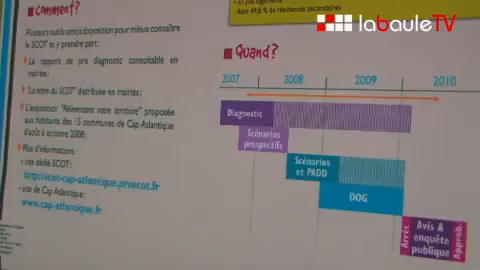 61 258 logements
dont 49,8 % de résidences secondaires
labauleTV
Comment?
Plusieurs outils sont à disposition pour mieux connaître
le SCOT et y prendre part :
Le rapport de pré diagnostic consultable en
mairies ;
"La lettre du SCOT" distribuée en mairies ;
L'exposition "Réinventons notre territoire" proposée
aux habitants des 15 communes de Cap Atlantique
d'août à octobre 2008 ;
Plus d'informations :
• site dédié SCOT :
http://scot-cap-atlantique.proscot.fr
• site de Cap Atlantique :
www.cap-atlantique.fr
Quand?
2007 2008 2009 2010
Diagnostic
Scénarios
prospectifs
Scénarios
et PADD
DOG
Arrêt
Avis &
enquête
publique
Approb.